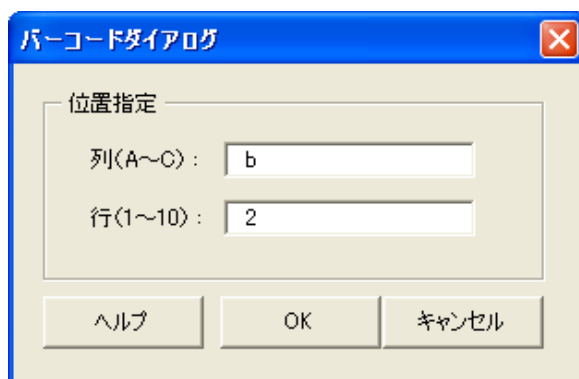 バーコードダイアログ
位置指定
列(A～C): b
行(1～10): 2
ヘルプ OK キャンセル